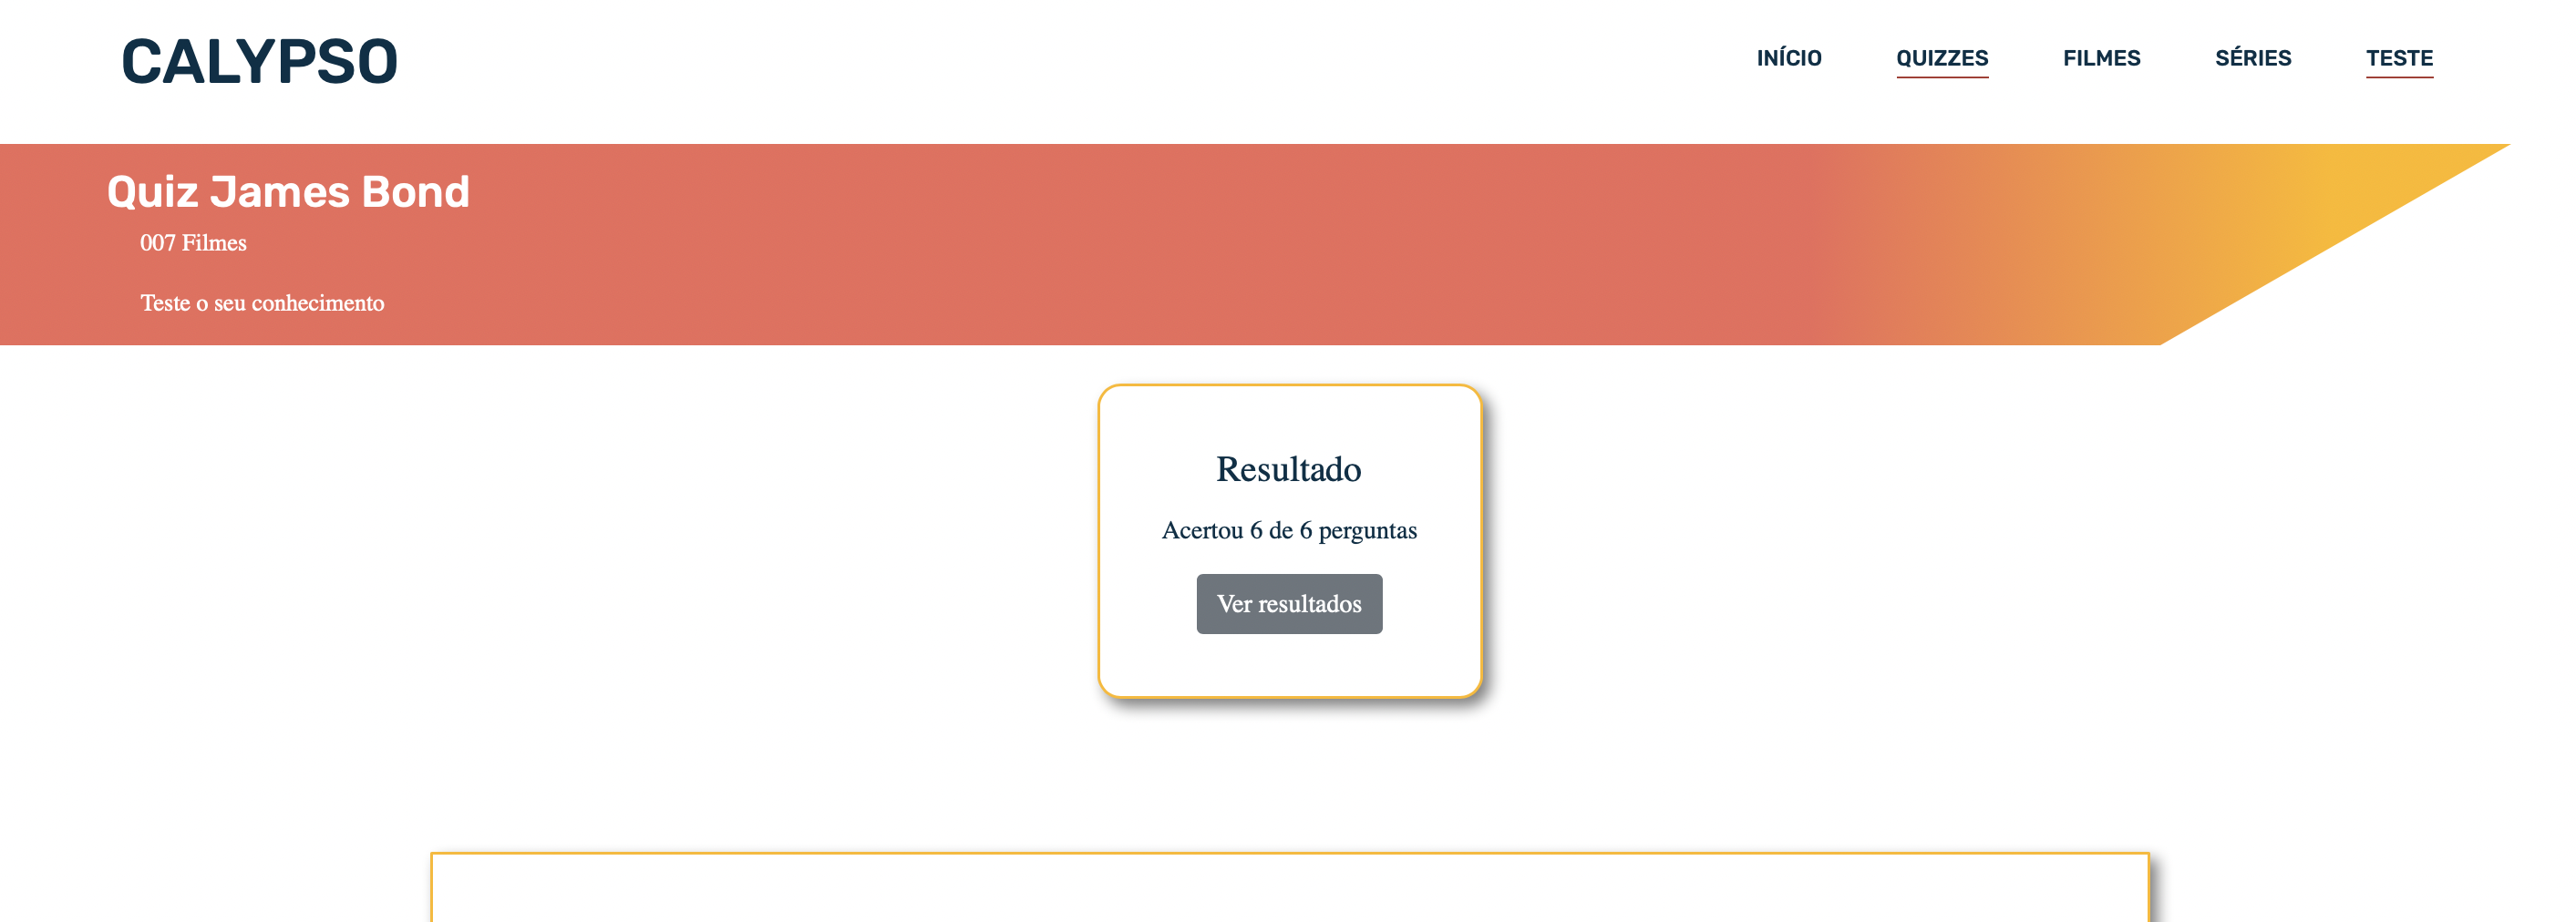 CALYPSO
INÍCIO QUIZZES FILMES SÉRIES TESTE
Quiz James Bond
007 Filmes
Teste o seu conhecimento
Resultado
Acertou 6 de 6 perguntas
Ver resultados